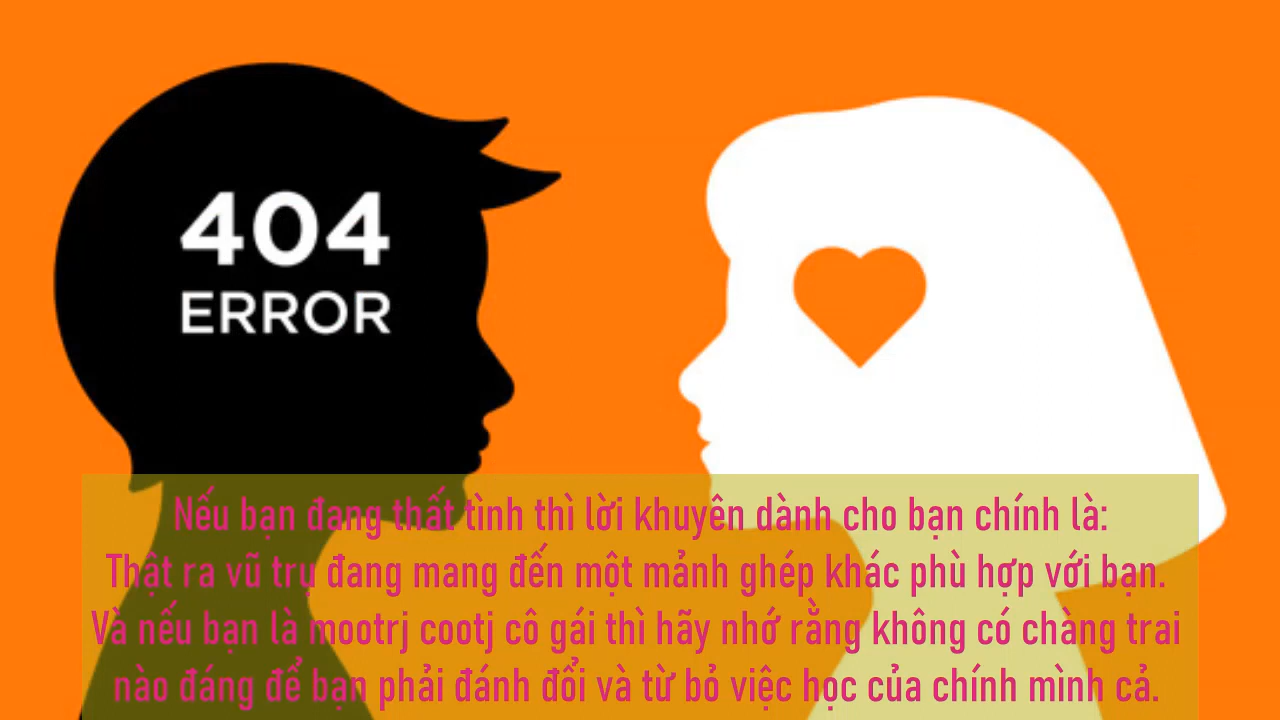 404
ERROR
Nếu bạn đang thất tình thì lời khuyên dành cho bạn chính là:
Thật ra vũ trụ đang mang đến một mảnh ghép khác phù hợp với bạn.
Và nếu bạn là mootrj cootj cô gái thì hãy nhớ rằng không có chàng trai
nào đáng để bạn phải đánh đổi và từ bỏ việc học của chính mình cả.